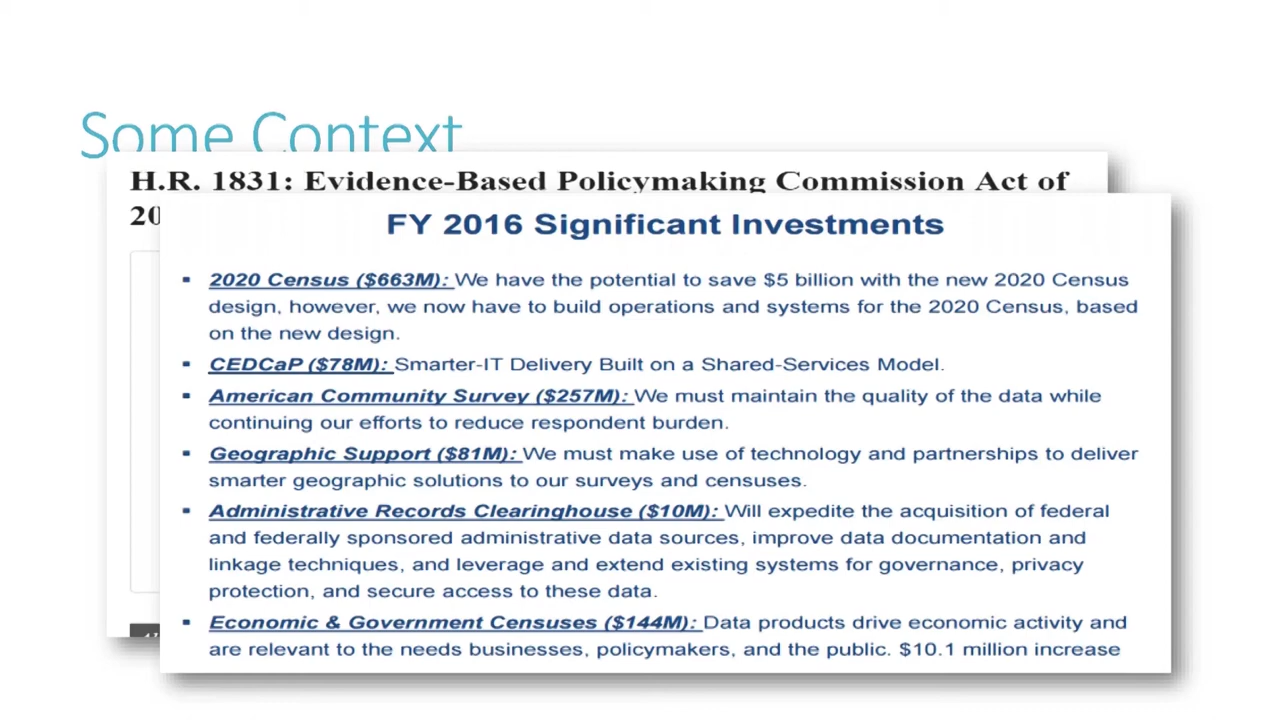 Some Context
H.R. 1831: Evidence-Based Policymaking Commission Act of
20
FY 2016 Significant Investments
▪ 2020 Census ($663M): We have the potential to save $5 billion with the new 2020 Census
design, however, we now have to build operations and systems for the 2020 Census, based
on the new design.
▪ CEDCaP ($78M): Smarter-IT Delivery Built on a Shared-Services Model.
▪ American Community Survey ($257M): We must maintain the quality of the data while
continuing our efforts to reduce respondent burden.
▪ Geographic Support ($81M): We must make use of technology and partnerships to deliver
smarter geographic solutions to our surveys and censuses.
▪ Administrative Records Clearinghouse ($10M): Will expedite the acquisition of federal
and federally sponsored administrative data sources, improve data documentation and
linkage techniques, and leverage and extend existing systems for governance, privacy
protection, and secure access to these data.
▪ Economic & Government Censuses ($144M): Data products drive economic activity and
are relevant to the needs businesses, policymakers, and the public. $10.1 million increase